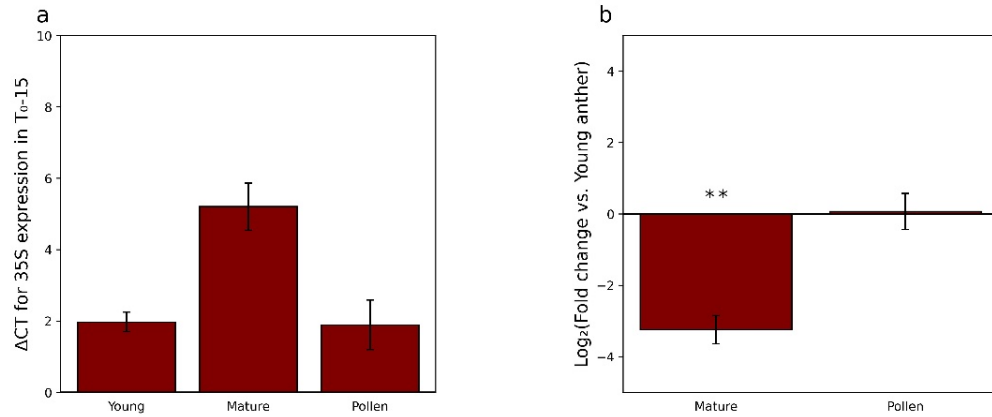 a
ΔCT for 35S expression in T₀-15
10
8
6
4
2
0
Young Mature Pollen
b
Log₂(Fold change vs. Young anther)
4
2
0
−2
−4
**
Mature Pollen